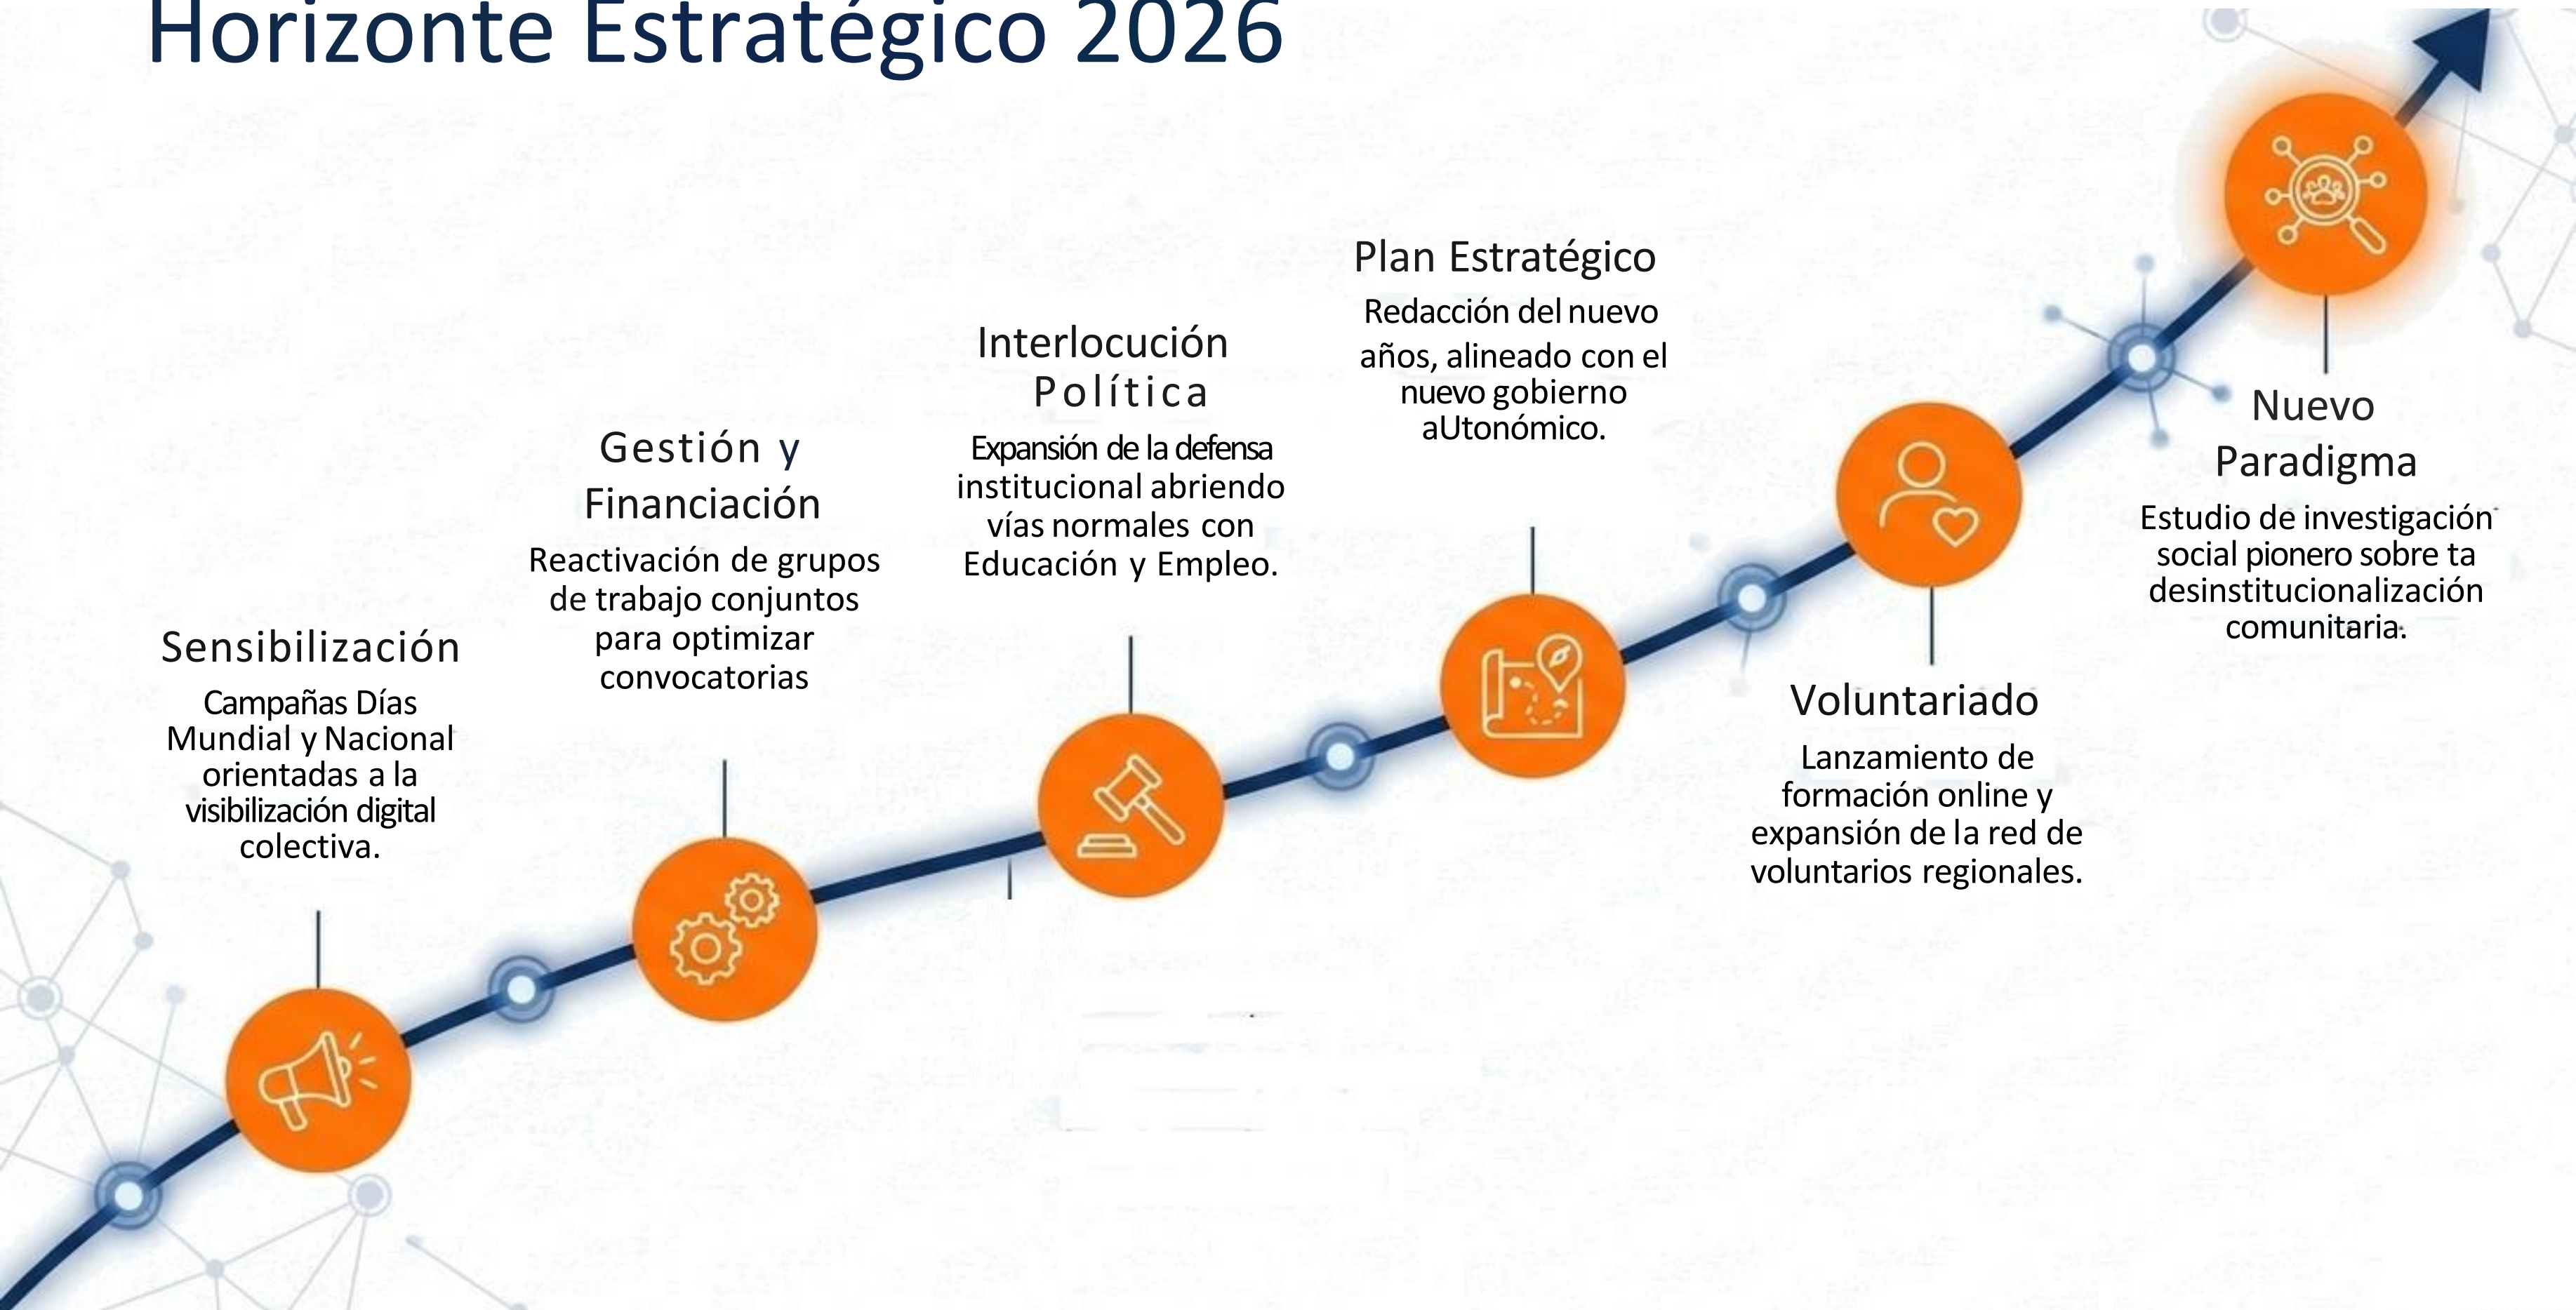 Horizonte Estratégico 2026
Sensibilización
Campañas Días
Mundial y Nacional
orientadas a la
visibilización digital
colectiva.
Gestión y
Financiación
Reactivación de grupos
de trabajo conjuntos
para optimizar
convocatorias
Interlocución
Política
Expansión de la defensa
institucional abriendo
vías normales con
Educación y Empleo.
Plan Estratégico
Redacción del nuevo
años, alineado con el
nuevo gobierno
aUtonómico.
Voluntariado
Lanzamiento de
formación online y
expansión de la red de
voluntarios regionales.
Nuevo
Paradigma
Estudio de investigación
social pionero sobre ta
desinstitucionalización
comunitaria.